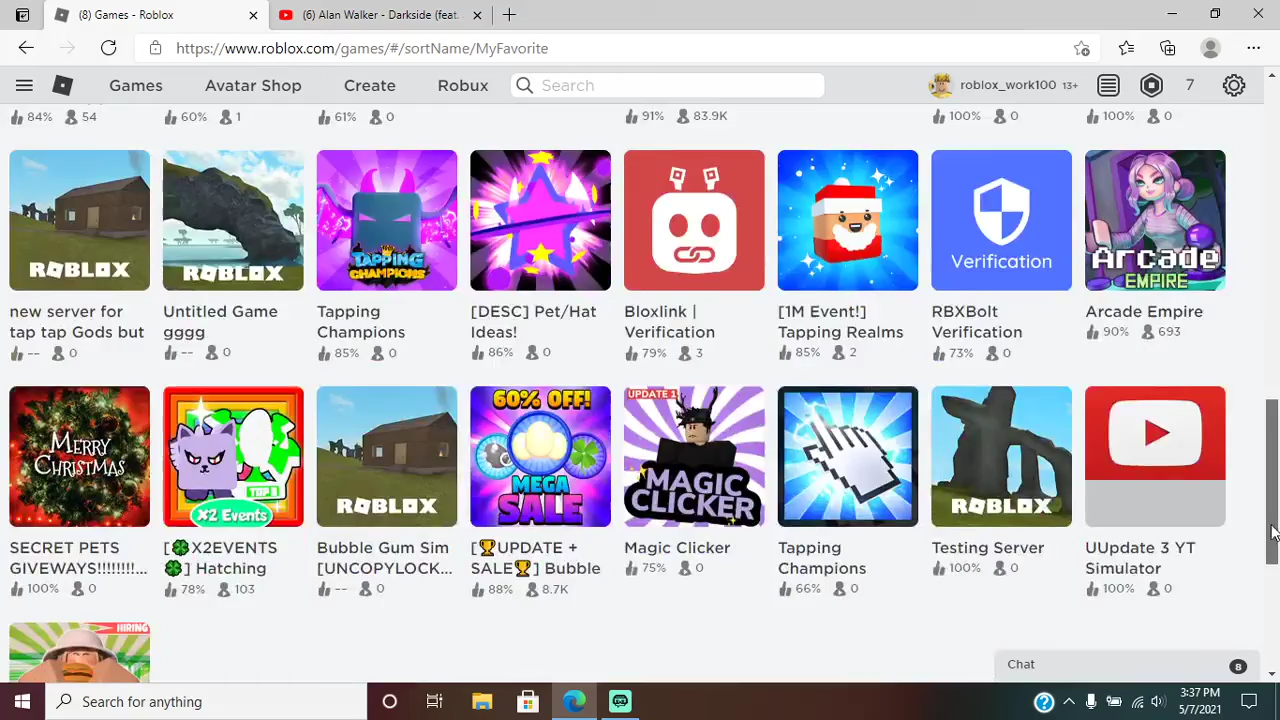 (8) Games - Roblox
(6) Alan Walker - Darkside (feat.
https://www.roblox.com/games/#/sortName/MyFavorite
Games Avatar Shop Create Robux Search roblox_work100 13+ 7
84% 54 60% 1 61% 0 91% 83.9K 100% 0 100% 0
ROBLOX
ROBLOX
TAPPING
CHAMPIONS
Verification
Arcade
EMPIRE
new server for
tap tap Gods but
-- 0
Untitled Game
gggg
-- 0
Tapping
Champions
85% 0
[DESC] Pet/Hat
Ideas!
86% 0
Bloxlink |
Verification
79% 3
[1M Event!]
Tapping Realms
85% 2
RBXBolt
Verification
73% 0
Arcade Empire
90% 693
MERRY
CHRISTMAS
TOP 8
X2 Events
ROBLOX
60% OFF!
MEGA
SALE
UPDATE 1
MAGIC
CLICKER
ROBLOX
SECRET PETS
GIVEWAYS!!!!!!!!...
100% 0
[🍀X2EVENTS
🍀] Hatching
78% 103
Bubble Gum Sim
[UNCOPYLOCK...
-- 0
[🏆UPDATE +
SALE🏆] Bubble
88% 8.7K
Magic Clicker
75% 0
Tapping
Champions
66% 0
Testing Server
100% 0
UUpdate 3 YT
Simulator
100% 0
HIRING
Chat 8
Search for anything
3:37 PM
5/7/2021